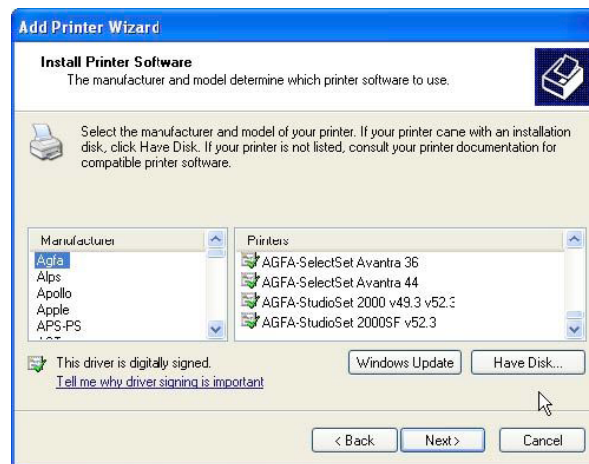 Add Printer Wizard
Install Printer Software
The manufacturer and model determine which printer software to use.
Select the manufacturer and model of your printer. If your printer came with an installation
disk, click Have Disk. If your printer is not listed, consult your printer documentation for
compatible printer software.
Manufacturer
Agfa
Alps
Apollo
Apple
APS-PS
Printers
AGFA-SelectSet Avantra 36
AGFA-SelectSet Avantra 44
AGFA-StudioSet 2000 v49.3 v52.3
AGFA-StudioSet 2000SF v52.3
This driver is digitally signed.
Tell me why driver signing is important
Windows Update
Have Disk...
< Back
Next >
Cancel